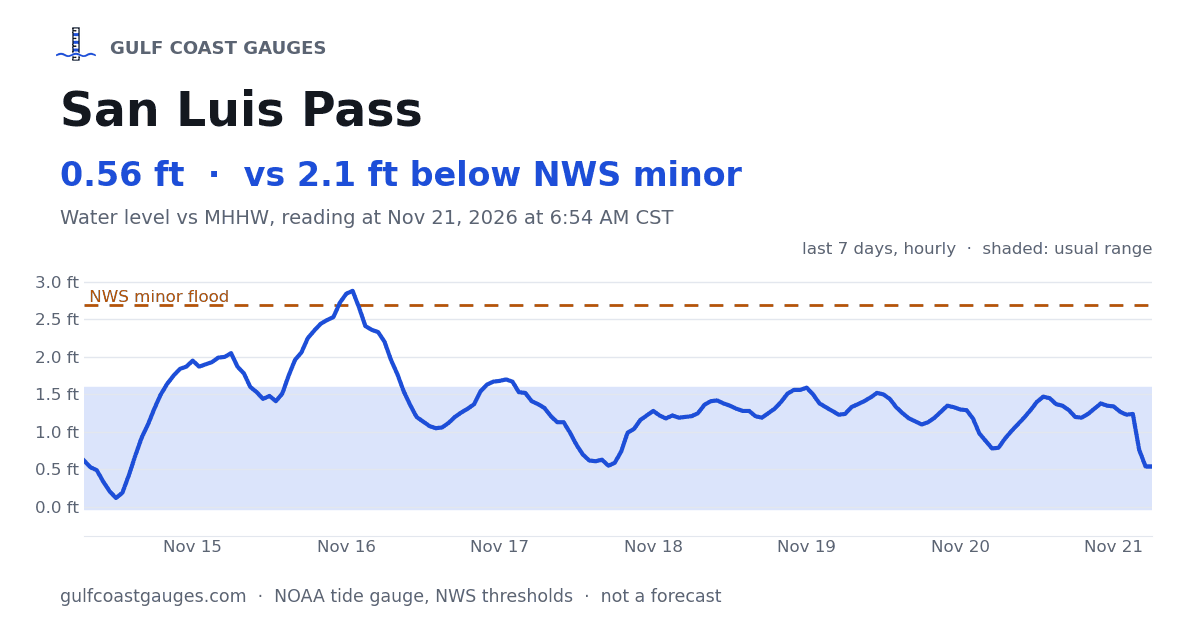 GULF COAST GAUGES
San Luis Pass
0.56 ft · vs 2.1 ft below NWS minor
Water level vs MHHW, reading at Nov 21, 2026 at 6:54 AM CST
last 7 days, hourly · shaded: usual range
3.0 ft
NWS minor flood
2.5 ft
2.0 ft
1.5 ft
1.0 ft
0.5 ft
0.0 ft
Nov 15 Nov 16 Nov 17 Nov 18 Nov 19 Nov 20 Nov 21
gulfcoastgauges.com · NOAA tide gauge, NWS thresholds · not a forecast